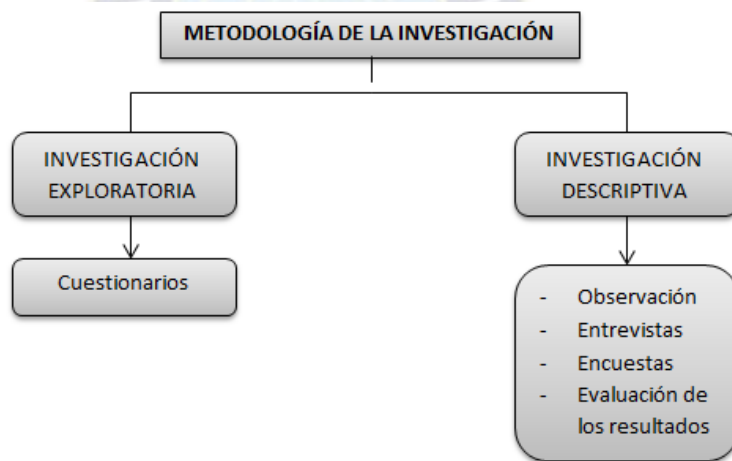 METODOLOGÍA DE LA INVESTIGACIÓN
INVESTIGACIÓN
EXPLORATORIA
Cuestionarios
INVESTIGACIÓN
DESCRIPTIVA
- Observación
- Entrevistas
- Encuestas
- Evaluación de
los resultados